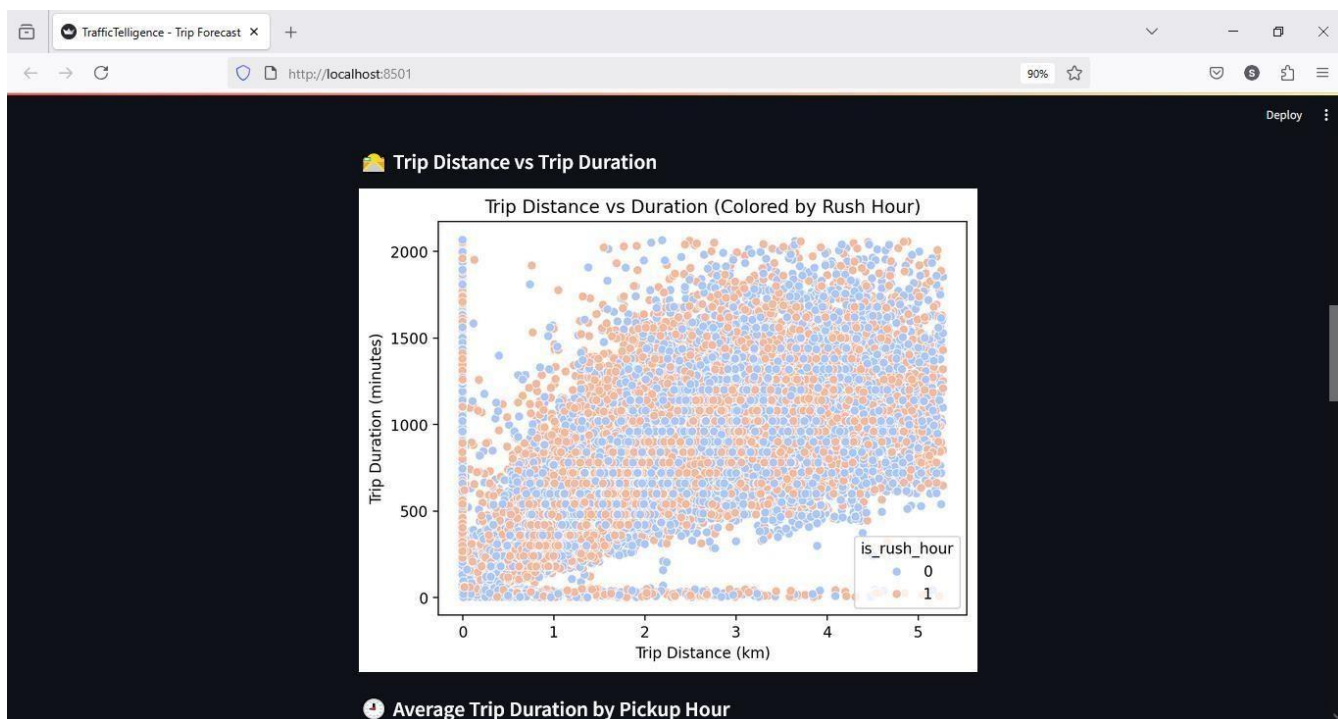 TrafficTelligence - Trip Forecast
http://localhost:8501
90%
S
Deploy
Trip Distance vs Trip Duration
Trip Distance vs Duration (Colored by Rush Hour)
2000
1500
1000
500
0
Trip Duration (minutes)
is_rush_hour
0
1
0 1 2 3 4 5
Trip Distance (km)
Average Trip Duration by Pickup Hour